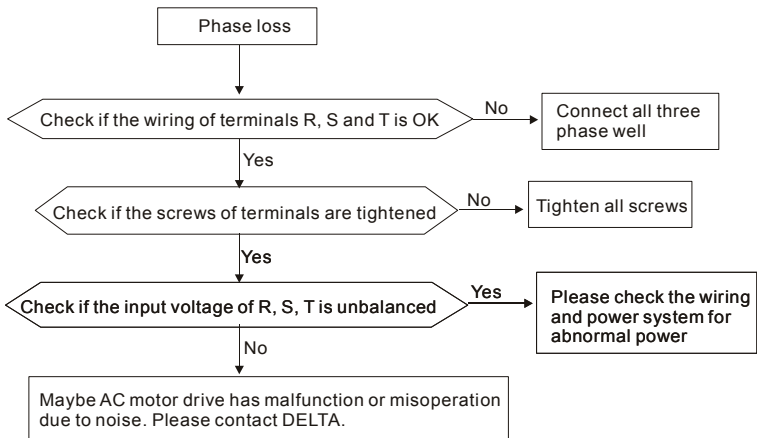 Phase loss
Check if the wiring of terminals R, S and T is OK
No
Connect all three
phase well
Yes
Check if the screws of terminals are tightened
No
Tighten all screws
Yes
Check if the input voltage of R, S, T is unbalanced
Yes
Please check the wiring
and power system for
abnormal power
No
Maybe AC motor drive has malfunction or misoperation
due to noise. Please contact DELTA.